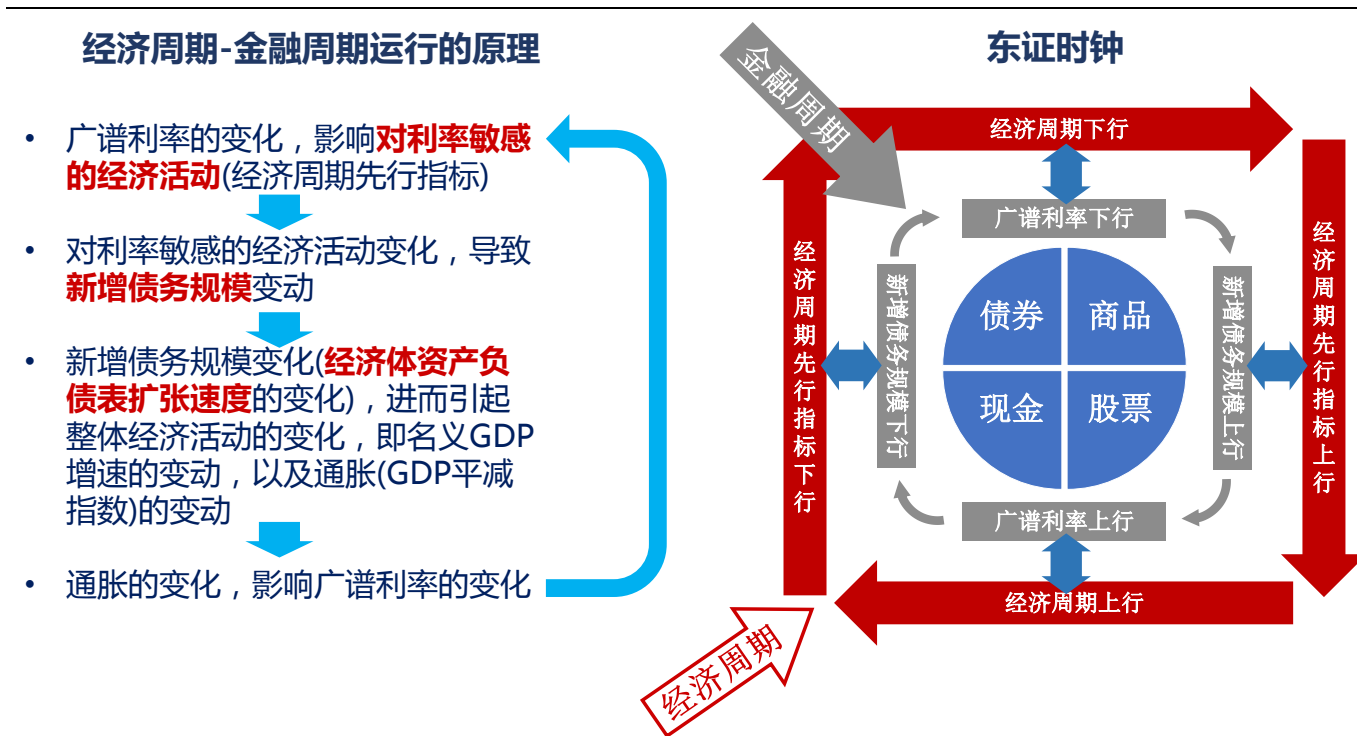 经济周期-金融周期运行的原理
• 广谱利率的变化，影响对利率敏感
的经济活动(经济周期先行指标)
• 对利率敏感的经济活动变化，导致
新增债务规模变动
• 新增债务规模变化(经济体资产负
债表扩张速度的变化)，进而引起
整体经济活动的变化，即名义GDP
增速的变动，以及通胀(GDP平减
指数)的变动
• 通胀的变化，影响广谱利率的变化
东证时钟
金融周期
经济周期下行
广谱利率下行
经济周期先行指标下行
新增债务规模下行
债券
商品
现金
股票
新增债务规模上行
经济周期先行指标上行
广谱利率上行
经济周期上行
经济周期